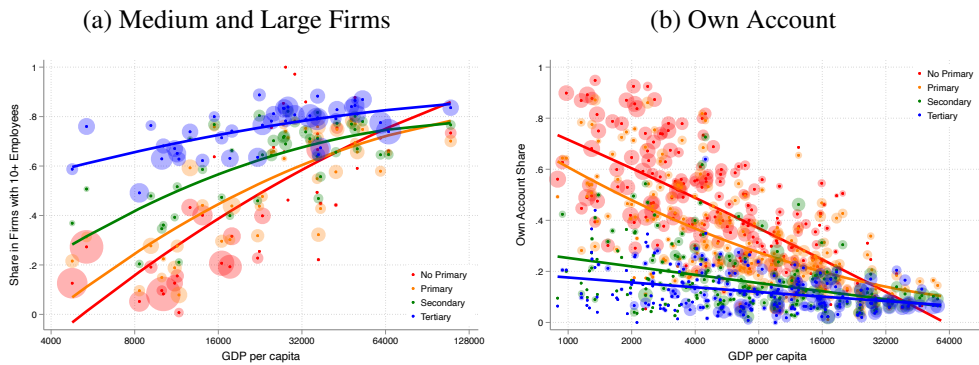 (a) Medium and Large Firms
Share in Firms with 10+ Employees
1
.8
.6
.4
.2
0
No Primary
Primary
Secondary
Tertiary
4000 8000 16000 32000 64000 128000
GDP per capita
(b) Own Account
Own Account Share
1
.8
.6
.4
.2
0
No Primary
Primary
Secondary
Tertiary
1000 2000 4000 8000 16000 32000 64000
GDP per capita